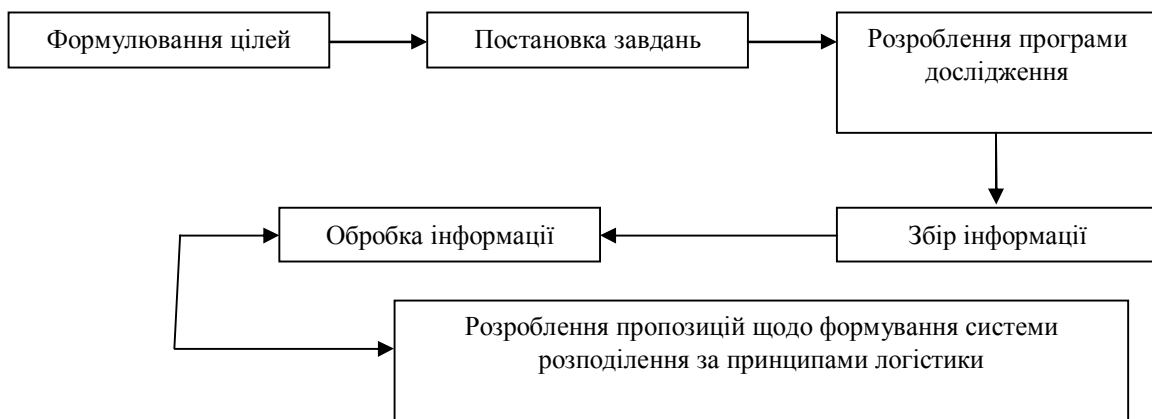 Формулювання цілей
Постановка завдань
Розроблення програми
дослідження
Збір інформації
Обробка інформації
Розроблення пропозицій щодо формування системи
розподілення за принципами логістики